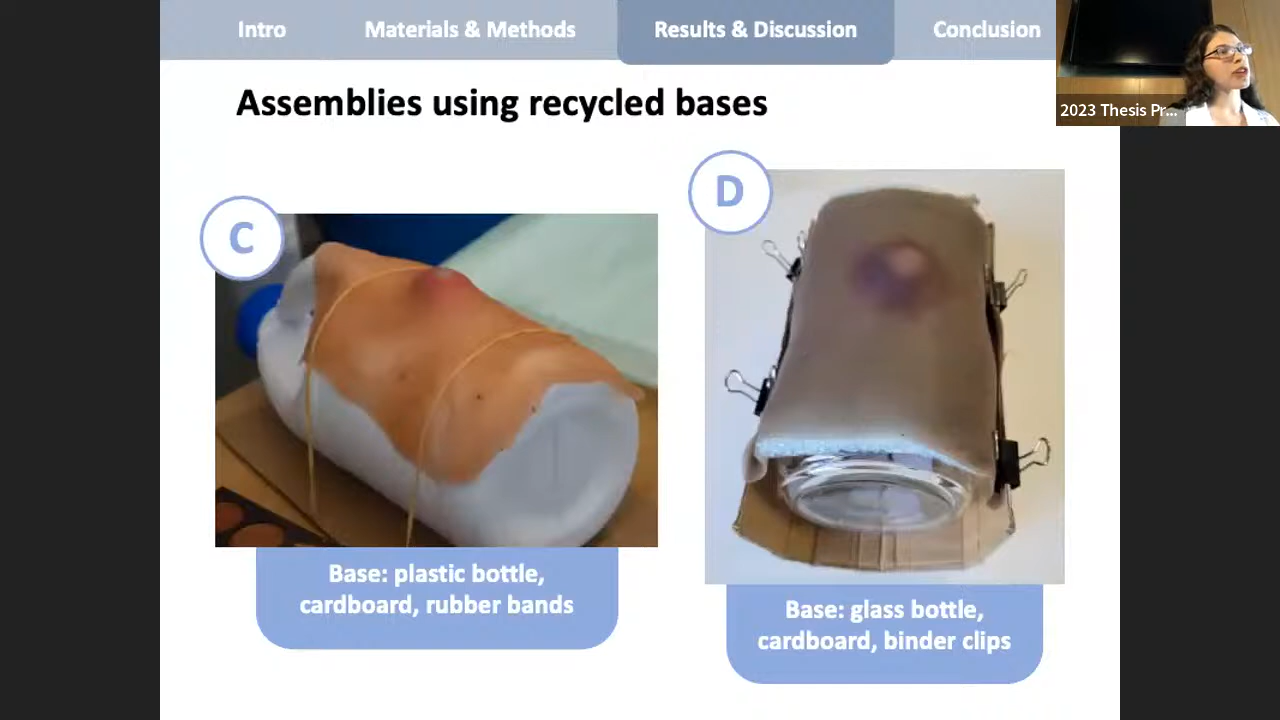 Intro
Materials & Methods
Results & Discussion
Conclusion
2023 Thesis Pr...
Assemblies using recycled bases
C
D
Base: plastic bottle,
cardboard, rubber bands
Base: glass bottle,
cardboard, binder clips